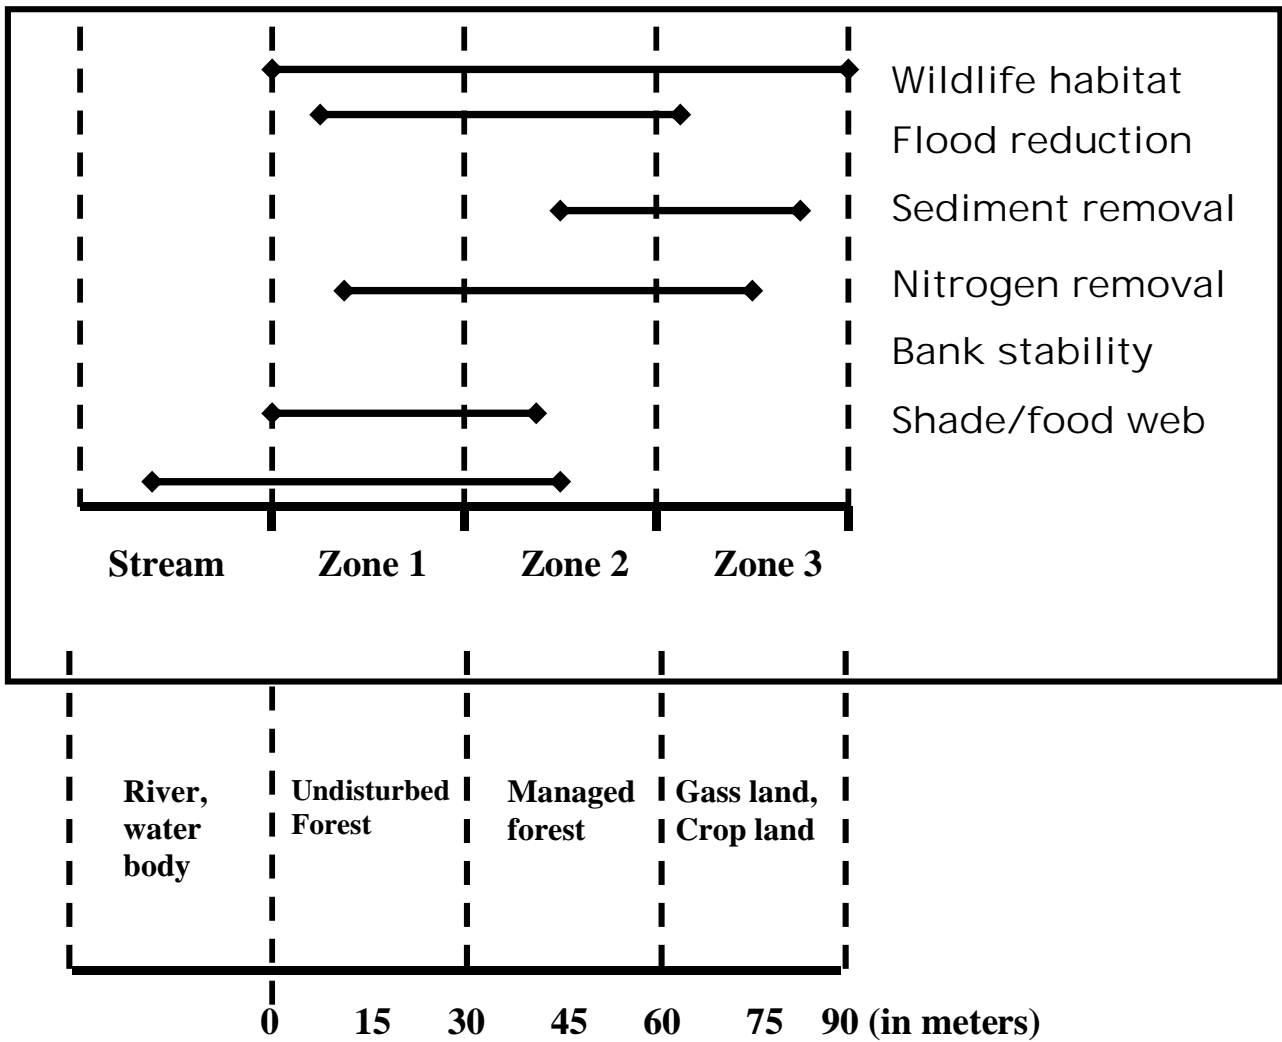 Wildlife habitat
Flood reduction
Sediment removal
Nitrogen removal
Bank stability
Shade/food web
Stream Zone 1 Zone 2 Zone 3
River,
water
body
Undisturbed
Forest
Managed
forest
Gass land,
Crop land
0 15 30 45 60 75 90 (in meters)